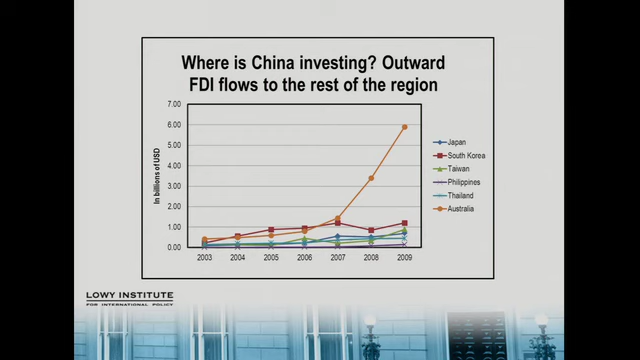 Where is China investing? Outward
FDI flows to the rest of the region
In billions of USD
7.00
6.00
5.00
4.00
3.00
2.00
1.00
0.00
2003 2004 2005 2006 2007 2008 2009
Japan
South Korea
Taiwan
Philippines
Thailand
Australia
LOWY INSTITUTE
FOR INTERNATIONAL POLICY